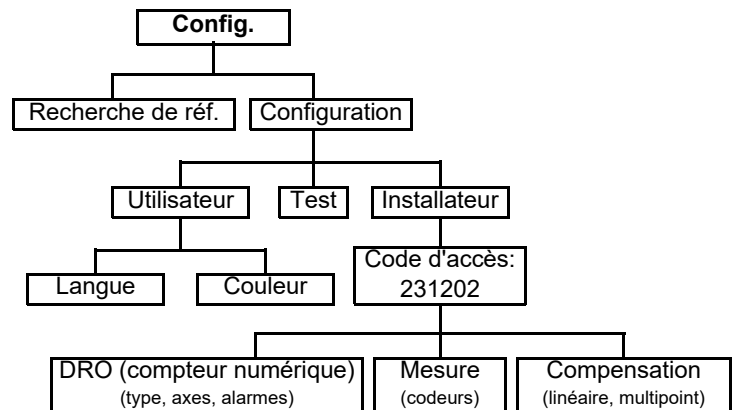 Config.
Recherche de réf.
Configuration
Utilisateur
Test
Installateur
Langue
Couleur
Code d'accès:
231202
DRO (compteur numérique)
(type, axes, alarmes)
Mesure
(codeurs)
Compensation
(linéaire, multipoint)